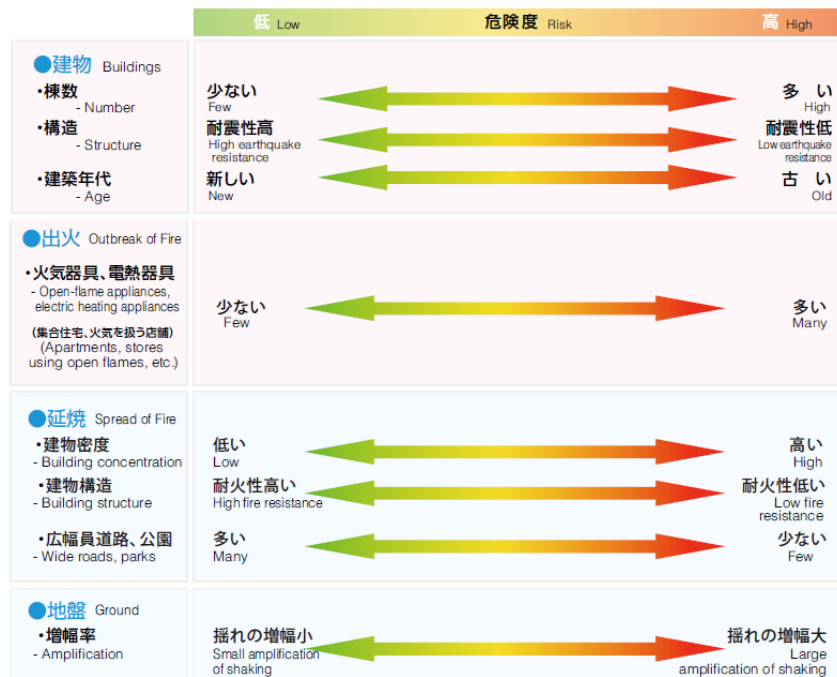 低 Low 危険度 Risk 高 High
●建物 Buildings
・棟数
- Number
少ない
Few
多 い
High
・構造
- Structure
耐震性高
High earthquake
resistance
耐震性低
Low earthquake
resistance
・建築年代
- Age
新しい
New
古 い
Old
●出火 Outbreak of Fire
・火気器具、電熱器具
- Open-flame appliances,
electric heating appliances
(集合住宅、火気を扱う店舗)
(Apartments, stores
using open flames, etc.)
少ない
Few
多い
Many
●延焼 Spread of Fire
・建物密度
- Building concentration
低い
Low
高い
High
・建物構造
- Building structure
耐火性高い
High fire resistance
耐火性低い
Low fire
resistance
・広幅員道路、公園
- Wide roads, parks
多い
Many
少ない
Few
●地盤 Ground
・増幅率
- Amplification
揺れの増幅小
Small amplification
of shaking
揺れの増幅大
Large
amplification of shaking